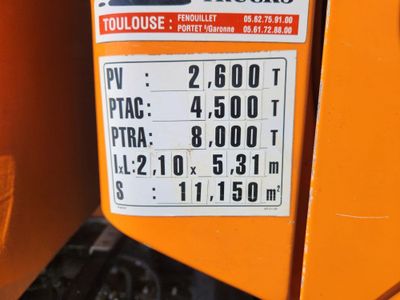 TRUCKS
TOULOUSE : FENOUILLET 05.62.75.91.00
PORTET s/Garonne 05.61.72.88.00
PV : 2,600 T
PTAC : 4,500 T
PTRA : 8,000 T
lxL: 2,10 x 5,31 m
S : 11,150 m²